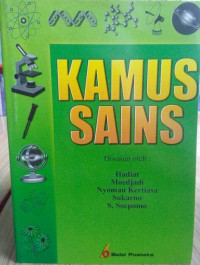 KAMUS
SAINS
Disusun oleh :
Hadiat
Moedjadi
Nyoman Kertiasa
Sukarno
S. Soepomo
Balai Pustaka